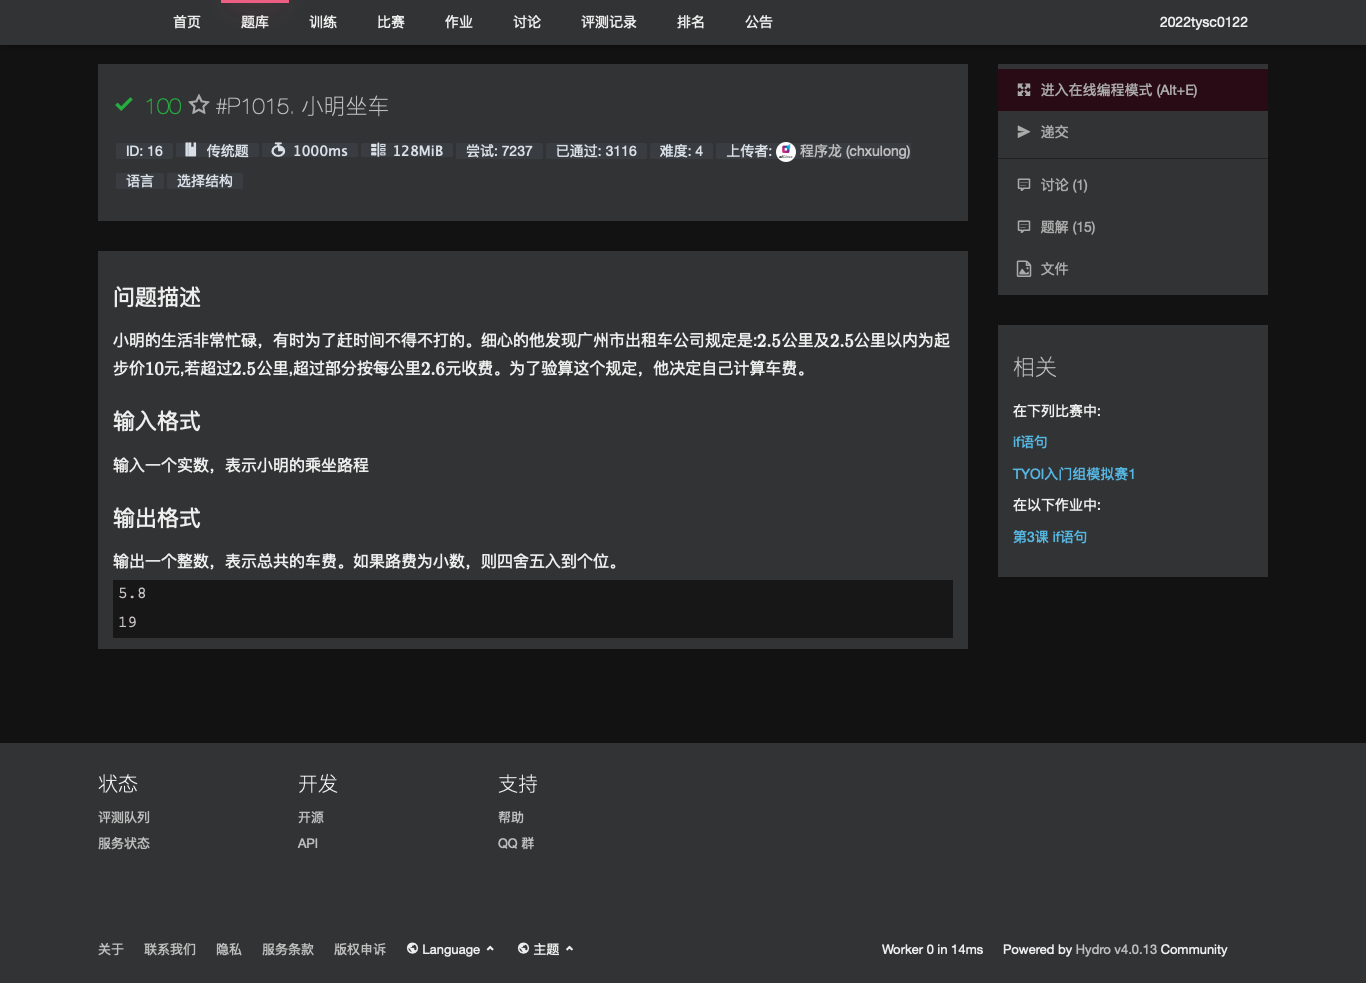 首页 题库 训练 比赛 作业 讨论 评测记录 排名 公告 2022tysc0122
100 #P1015. 小明坐车
ID: 16 传统题 1000ms 128MiB 尝试: 7237 已通过: 3116 难度: 4 上传者: 程序龙 (chxulong)
语言 选择结构
问题描述
小明的生活非常忙碌，有时为了赶时间不得不打的。细心的他发现广州市出租车公司规定是:2.5公里及2.5公里以内为起
步价10元,若超过2.5公里,超过部分按每公里2.6元收费。为了验算这个规定，他决定自己计算车费。
输入格式
输入一个实数，表示小明的乘坐路程
输出格式
输出一个整数，表示总共的车费。如果路费为小数，则四舍五入到个位。
5.8
19
进入在线编程模式 (Alt+E)
递交
讨论 (1)
题解 (15)
文件
相关
在下列比赛中:
if语句
TYOI入门组模拟赛1
在以下作业中:
第3课 if语句
状态
评测队列
服务状态
开发
开源
API
支持
帮助
QQ 群
关于 联系我们 隐私 服务条款 版权申诉 Language 主题 Worker 0 in 14ms Powered by Hydro v4.0.13 Community